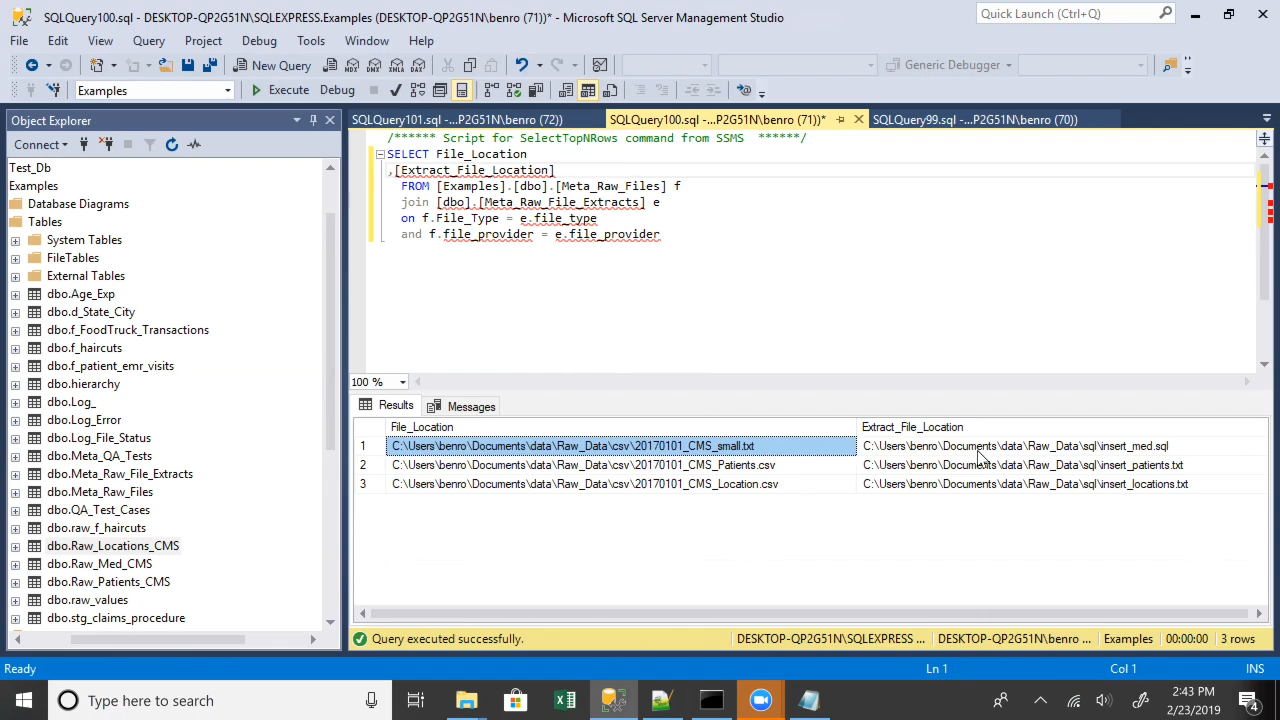 SQLQuery100.sql - DESKTOP-QP2G51N\SQLEXPRESS.Examples (DESKTOP-QP2G51N\benro (71))* - Microsoft SQL Server Management Studio
Quick Launch (Ctrl+Q)
File Edit View Query Project Debug Tools Window Help
New Query MDX DMX XMLA DAX Generic Debugger
Examples Execute Debug
Object Explorer
SQLQuery101.sql -...P2G51N\benro (72))
SQLQuery100.sql -...P2G51N\benro (71))*
SQLQuery99.sql -...P2G51N\benro (70))
Connect
Test_Db
Examples
Database Diagrams
Tables
System Tables
FileTables
External Tables
dbo.Age_Exp
dbo.d_State_City
dbo.f_FoodTruck_Transactions
dbo.f_haircuts
dbo.f_patient_emr_visits
dbo.hierarchy
dbo.Log_
dbo.Log_Error
dbo.Log_File_Status
dbo.Meta_QA_Tests
dbo.Meta_Raw_File_Extracts
dbo.Meta_Raw_Files
dbo.QA_Test_Cases
dbo.raw_f_haircuts
dbo.Raw_Locations_CMS
dbo.Raw_Med_CMS
dbo.Raw_Patients_CMS
dbo.raw_values
dbo.stg_claims_procedure
/****** Script for SelectTopNRows command from SSMS ******/
SELECT File_Location
,[Extract_File_Location]
FROM [Examples].[dbo].[Meta_Raw_Files] f
join [dbo].[Meta_Raw_File_Extracts] e
on f.File_Type = e.file_type
and f.file_provider = e.file_provider
100 %
Results Messages
File_Location Extract_File_Location
1 C:\Users\benro\Documents\data\Raw_Data\csv\20170101_CMS_small.txt C:\Users\benro\Documents\data\Raw_Data\sql\insert_med.sql
2 C:\Users\benro\Documents\data\Raw_Data\csv\20170101_CMS_Patients.csv C:\Users\benro\Documents\data\Raw_Data\sql\insert_patients.txt
3 C:\Users\benro\Documents\data\Raw_Data\csv\20170101_CMS_Location.csv C:\Users\benro\Documents\data\Raw_Data\sql\insert_locations.txt
Query executed successfully. DESKTOP-QP2G51N\SQLEXPRESS ... DESKTOP-QP2G51N\benro ... Examples 00:00:00 3 rows
Ready Ln 1 Col 1 INS
Type here to search
2:43 PM
2/23/2019
4